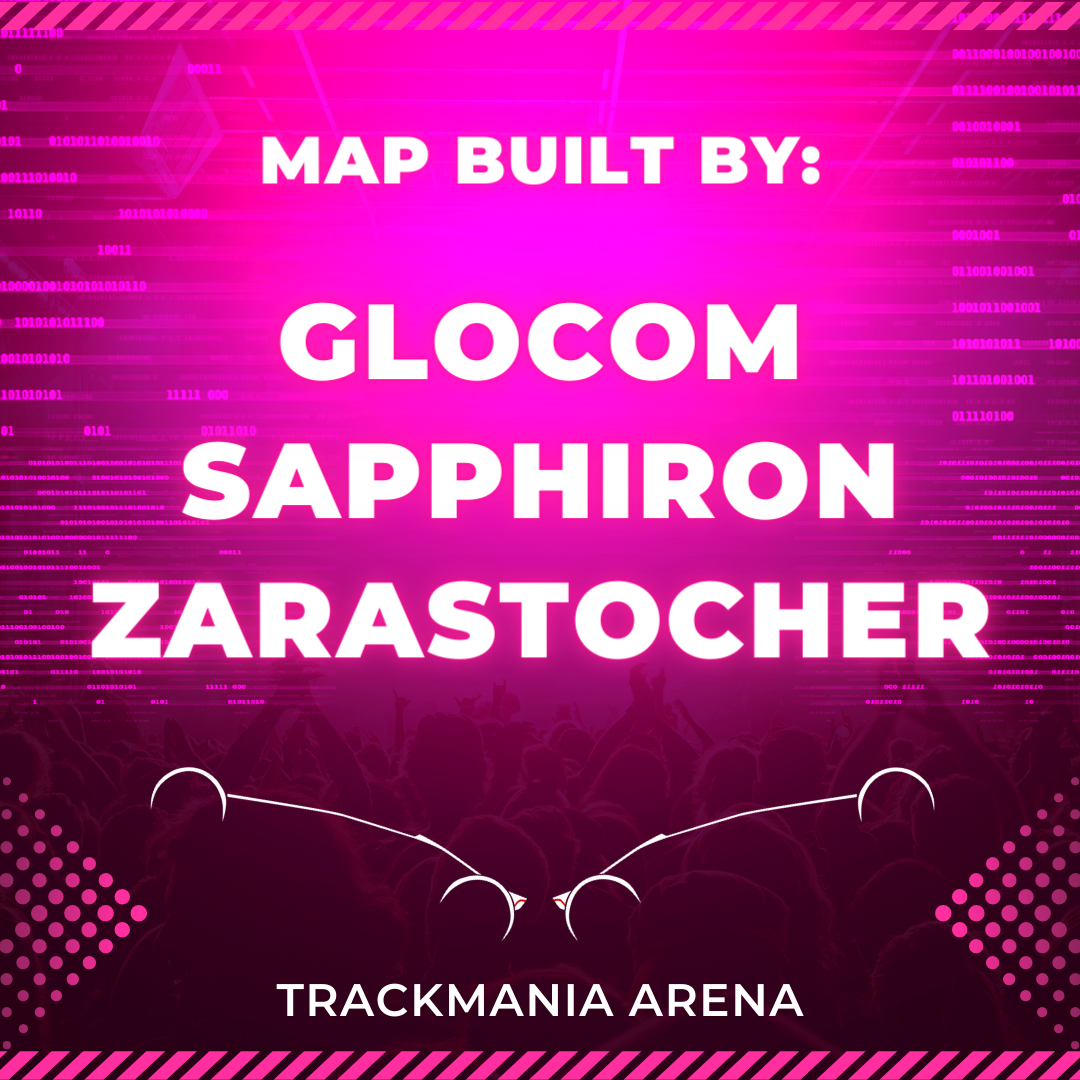 MAP BUILT BY:
GLOCOM
SAPPHIRON
ZARASTOCHER
TRACKMANIA ARENA